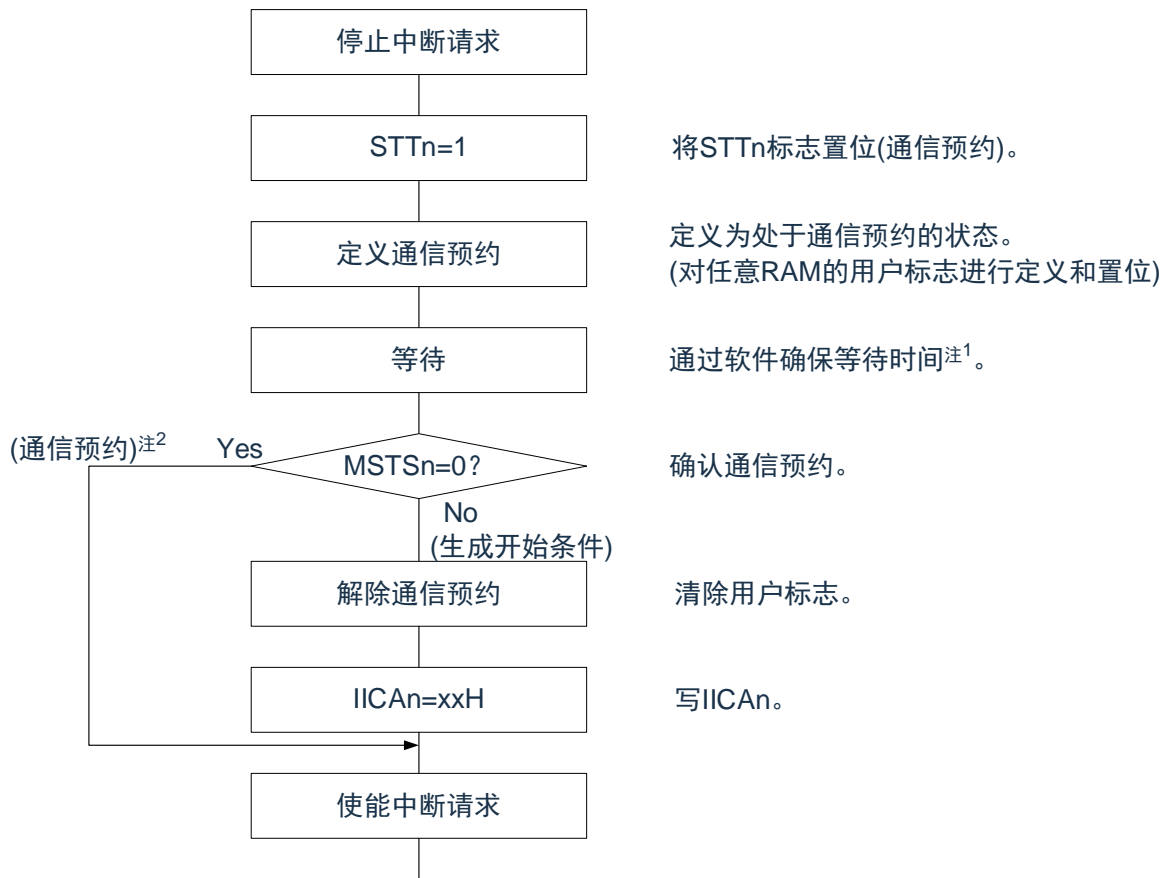 停止中断请求
STTn=1
将STTn标志置位(通信预约)。
定义通信预约
定义为处于通信预约的状态。
(对任意RAM的用户标志进行定义和置位)
等待
通过软件确保等待时间注1。
(通信预约)注2
Yes
MSTSn=0?
确认通信预约。
No
(生成开始条件)
解除通信预约
清除用户标志。
IICAn=xxH
写IICAn。
使能中断请求